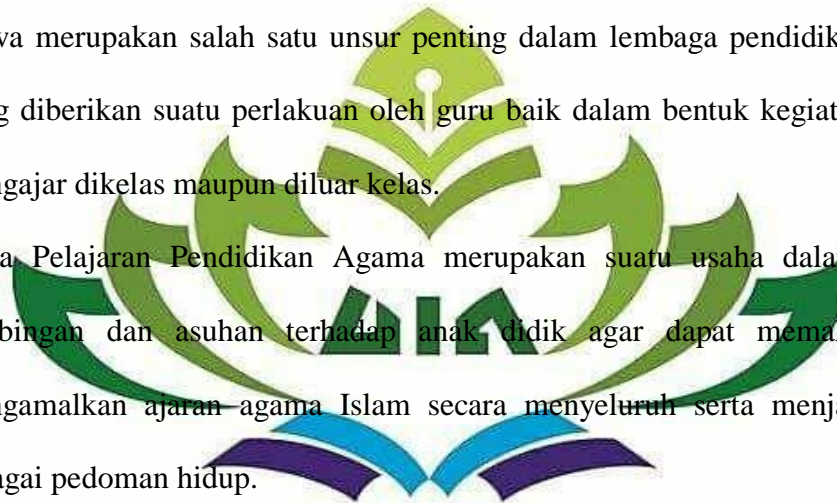 wa merupakan salah satu unsur penting dalam lembaga pendidik
g diberikan suatu perlakuan oleh guru baik dalam bentuk kegiat
ngajar dikelas maupun diluar kelas.
a Pelajaran Pendidikan Agama merupakan suatu usaha dala
bingan dan asuhan terhadap anak didik agar dapat mema
ngamalkan ajaran agama Islam secara menyeluruh serta menja
agai pedoman hidup.